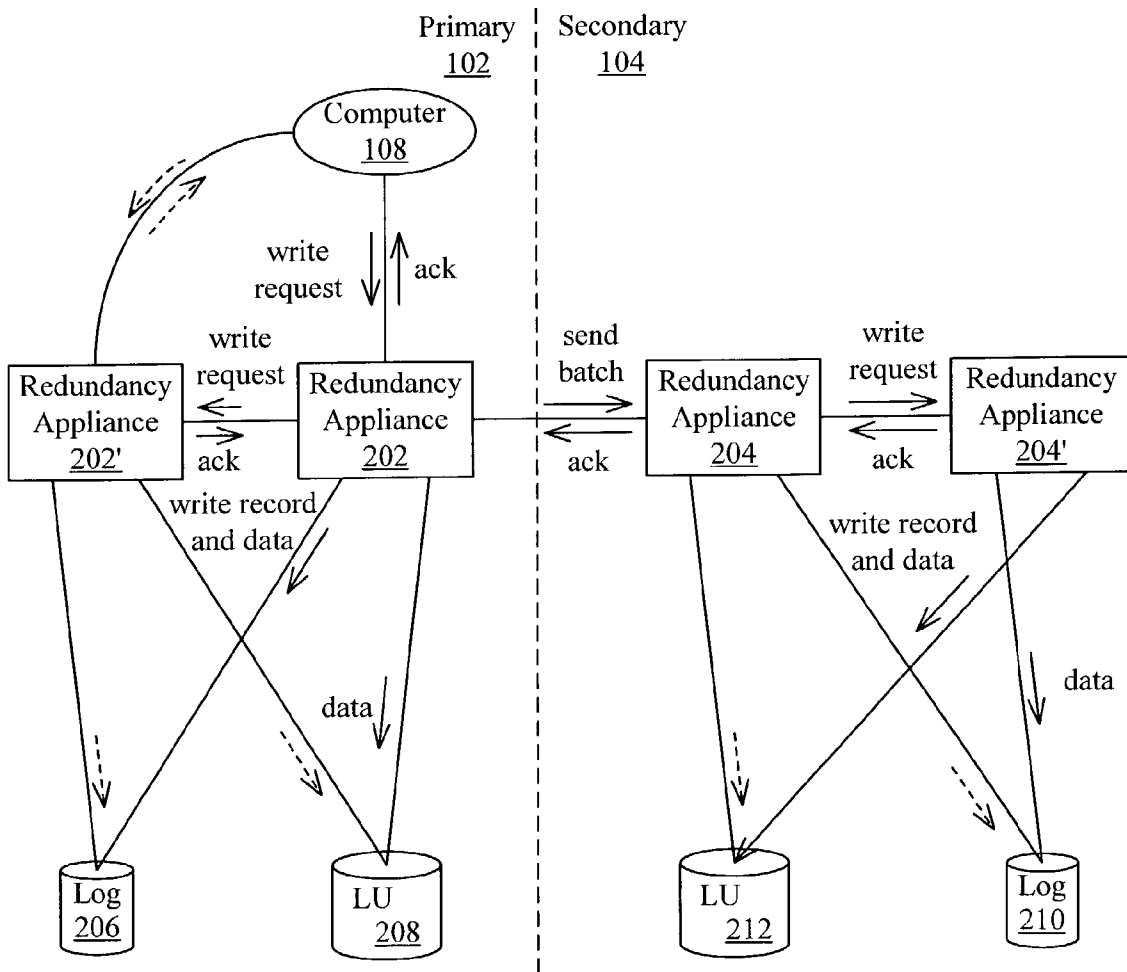 Primary
102
Secondary
104
Computer
108
write
request
ack
write
request
ack
send
batch
ack
write
request
ack
Redundancy
Appliance
202'
Redundancy
Appliance
202
Redundancy
Appliance
204
Redundancy
Appliance
204'
write record
and data
write record
and data
data
data
Log
206
LU
208
LU
212
Log
210